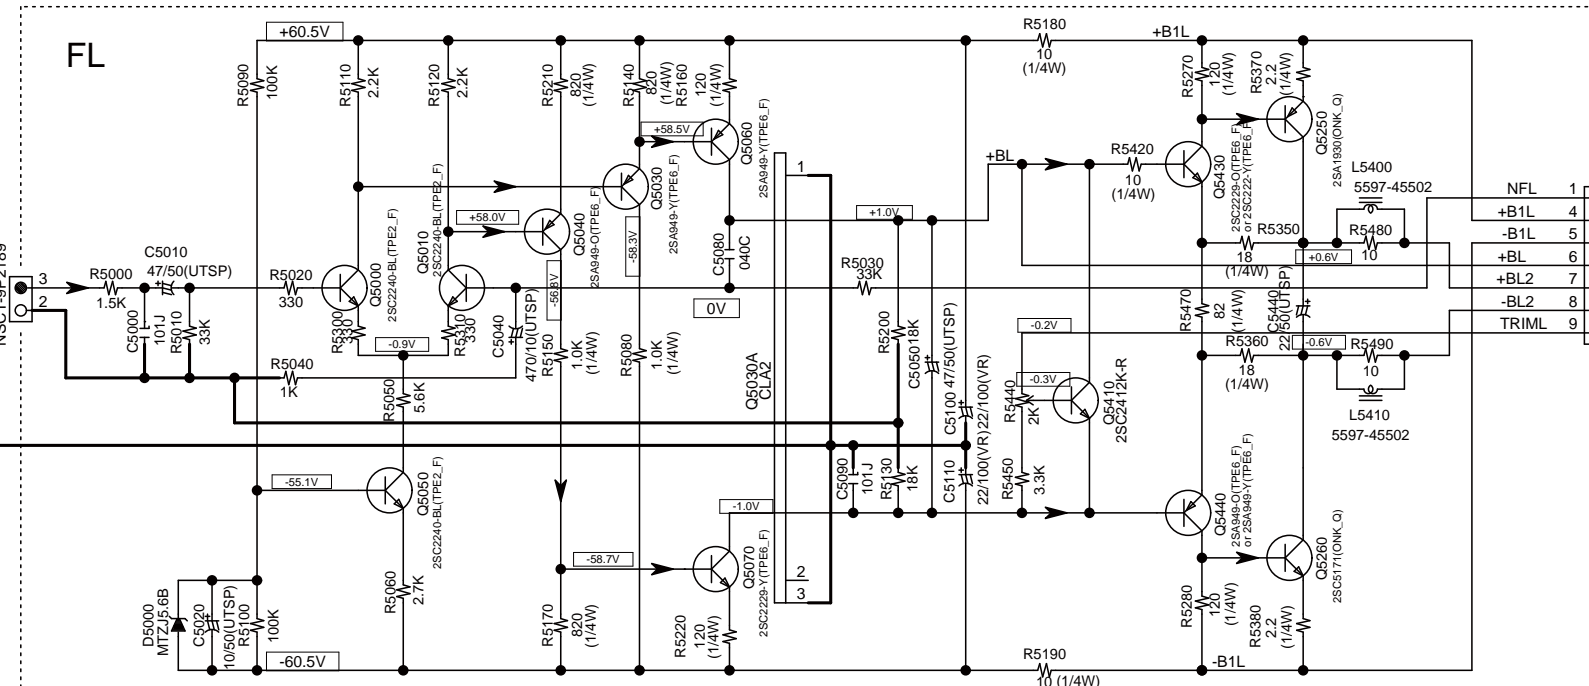 FL
+60.5V
R5090
100K
R5110
2.2K
R5120
2.2K
R5210
820
(1/4W)
R5140
820
(1/4W)
R5160
120
(1/4W)
R5180
10
(1/4W)
+B1L
R5270
120
(1/4W)
R5370
2.2
(1/4W)
+58.5V
Q5060
2SA949-Y(TPE6_F)
Q5250
2SA1930(ONK_Q)
Q5030
2SA949-Y(TPE6_F)
+BL
R5420
10
(1/4W)
Q5430
2SC2229-O(TPE6_F)
or 2SC222-Y(TPE6_F)
L5400
5597-45502
+58.0V
Q5040
2SA949-O(TPE6_F)
-58.3V
+1.0V
Q5010
2SC2240-BL(TPE2_F)
Q5000
2SC2240-BL(TPE2_F)
C5080
040C
R5030
33K
0V
R5350
18
(1/4W)
+0.6V
R5480
10
NFL 1
+B1L 4
-B1L 5
+BL 6
+BL2 7
-BL2 8
TRIML 9
3
2
R5000
1.5K
C5010
47/50(UTSP)
R5020
330
C5000
101J
R5010
33K
R5300
330
-0.9V
R5310
330
C5040
470/10(UTSP)
-56.8V
R5150
1.0K
(1/4W)
R5080
1.0K
(1/4W)
R5200
18K
C5050
47/50(UTSP)
-0.2V
R5470
82
(1/4W)
C5440
22/50(UTSP)
-0.6V
R5360
18
(1/4W)
R5490
10
L5410
5597-45502
R5040
1K
R5050
5.6K
Q5030A
CLA2
1
2
3
C5100
22/100(VR)
-0.3V
R5440
2K
Q5410
2SC2412K-R
-55.1V
Q5050
2SC2240-BL(TPE2_F)
C5090
101J
R5130
18K
C5110
22/100(VR)
R5450
3.3K
-1.0V
Q5440
2SA949-O(TPE6_F)
or 2SA949-Y(TPE6_F)
-58.7V
Q5070
2SC2229-Y(TPE6_F)
Q5260
2SC5171(ONK_Q)
D5000
MTZJ5.6B
C5020
10/50(UTSP)
R5100
100K
R5060
2.7K
R5170
820
(1/4W)
R5220
120
(1/4W)
R5280
120
(1/4W)
R5380
2.2
(1/4W)
-60.5V
R5190
10 (1/4W)
-B1L